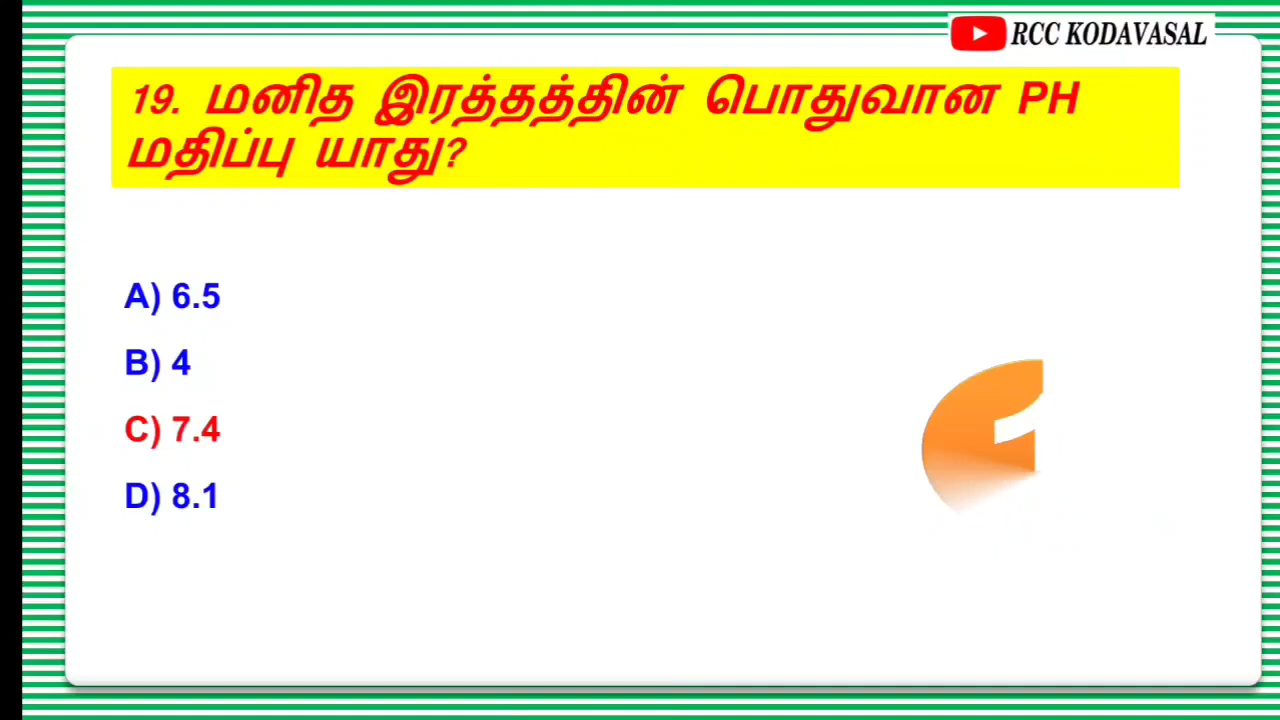 RCC KODAVASAL
19. மனித இரத்தத்தின் பொதுவான PH
மதிப்பு யாது?
A) 6.5
B) 4
C) 7.4
D) 8.1